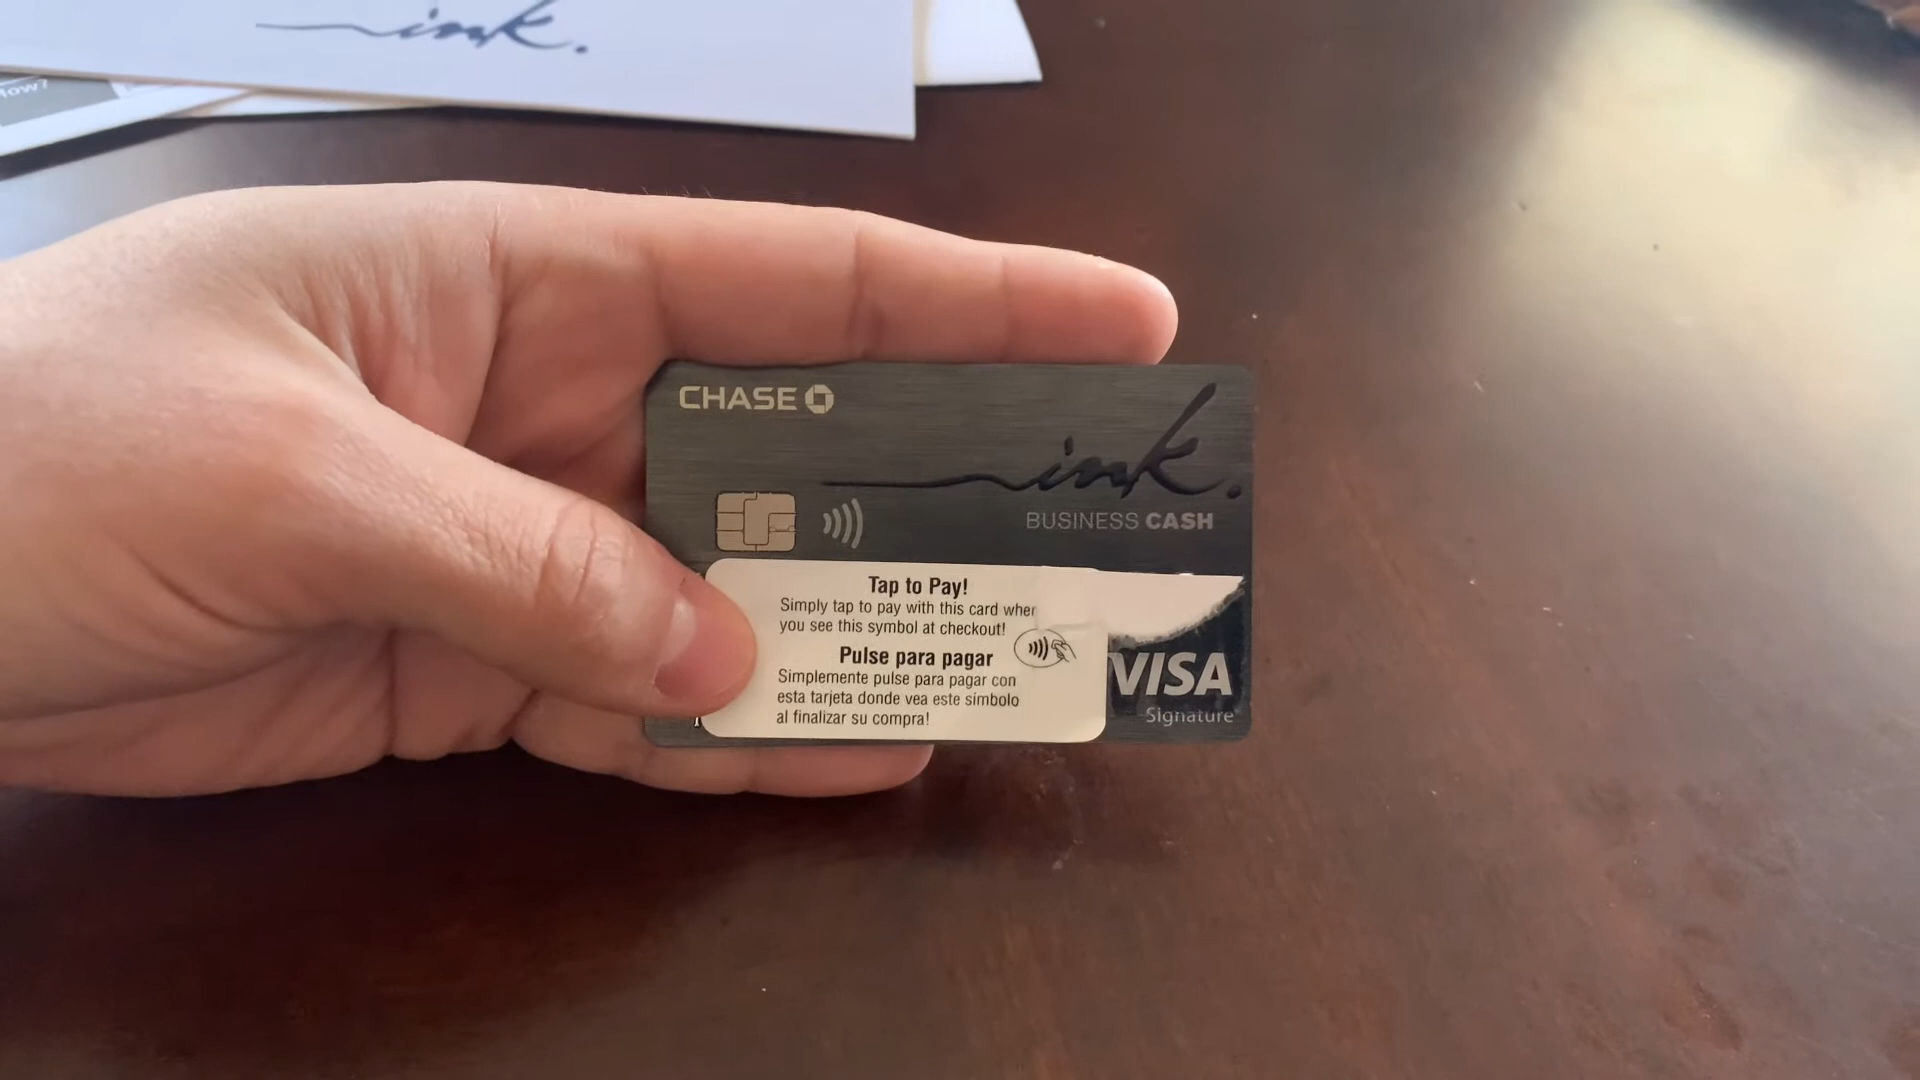 ink.
CHASE
ink.
BUSINESS CASH
Tap to Pay!
Simply tap to pay with this card wher
you see this symbol at checkout!
Pulse para pagar
Simplemente pulse para pagar con
esta tarjeta donde vea este símbolo
al finalizar su compra!
VISA
Signature